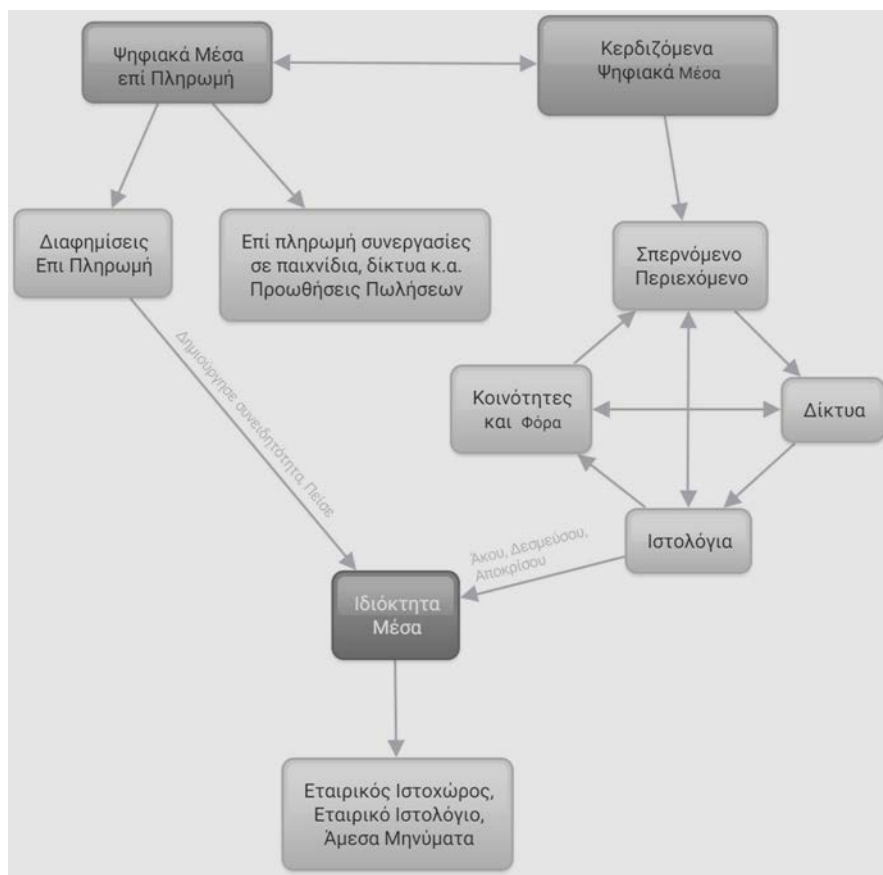 Ψηφιακά Μέσα
επί Πληρωμή
Κερδιζόμενα
Ψηφιακά Μέσα
Διαφημίσεις
Επι Πληρωμή
Επί πληρωμή συνεργασίες
σε παιχνίδια, δίκτυα κ.α.
Προωθήσεις Πωλήσεων
Σπερνόμενο
Περιεχόμενο
Κοινότητες
και Φόρα
Δίκτυα
Ιστολόγια
Δημιούργησε συνειδητότητα, Πείσε
Άκου, Δεσμεύσου,
Αποκρίσου
Ιδιόκτητα
Μέσα
Εταιρικός Ιστοχώρος,
Εταιρικό Ιστολόγιο,
Άμεσα Μηνύματα